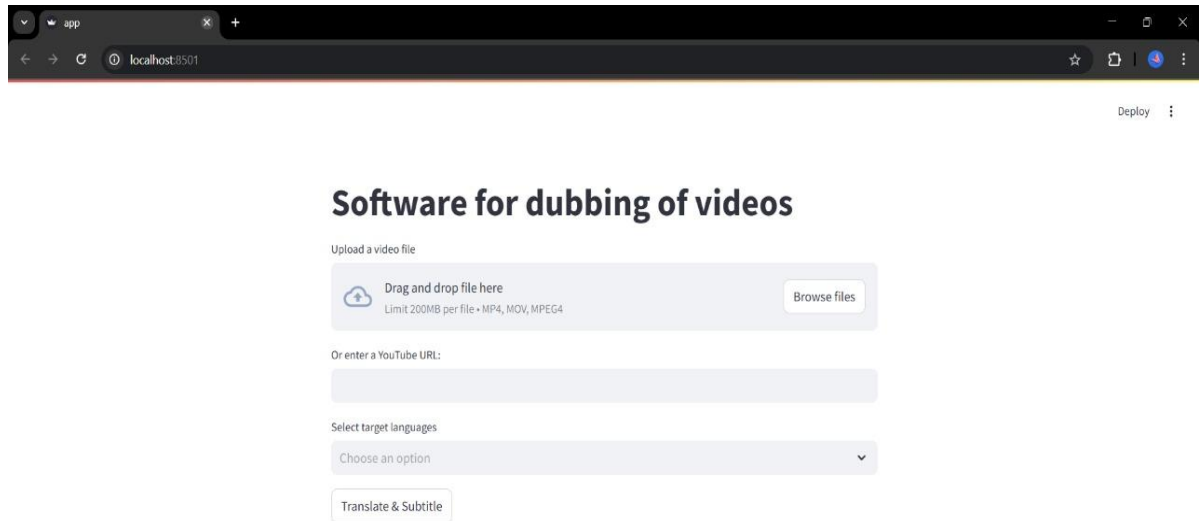 app
localhost:8501
Deploy
Software for dubbing of videos
Upload a video file
Drag and drop file here
Limit 200MB per file • MP4, MOV, MPEG4
Browse files
Or enter a YouTube URL:
Select target languages
Choose an option
Translate & Subtitle